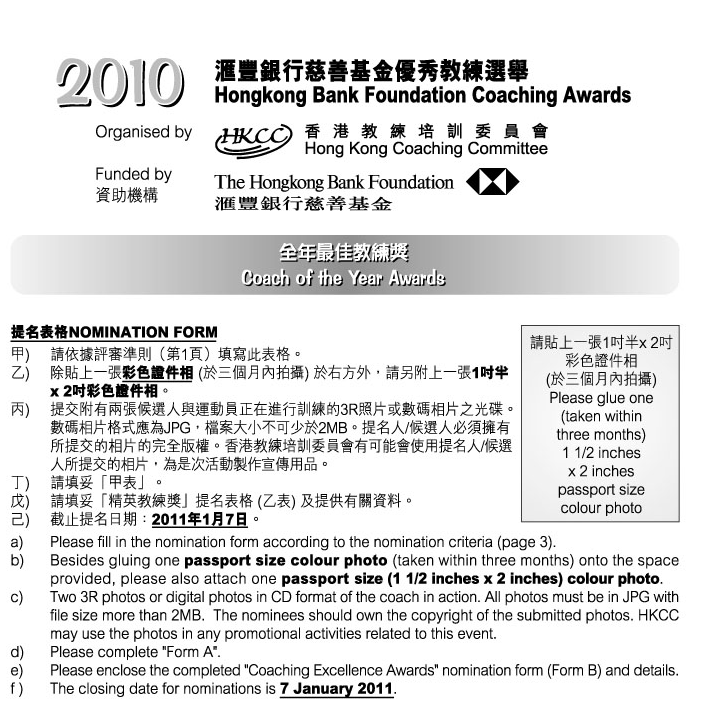 2010
滙豐銀行慈善基金優秀教練選舉
Hongkong Bank Foundation Coaching Awards
Organised by
HKCC
香港教練培訓委員會
Hong Kong Coaching Committee
Funded by
資助機構
The Hongkong Bank Foundation
滙豐銀行慈善基金
全年最佳教練獎
Coach of the Year Awards
提名表格NOMINATION FORM
甲) 請依據評審準則（第1頁）填寫此表格。
乙) 除貼上一張彩色證件相 (於三個月內拍攝) 於右方外，請另附上一張1吋半
x 2吋彩色證件相。
丙) 提交附有兩張候選人與運動員正在進行訓練的3R照片或數碼相片之光碟。
數碼相片格式應為JPG，檔案大小不可少於2MB。提名人/候選人必須擁有
所提交的相片的完全版權。香港教練培訓委員會有可能會使用提名人/候選
人所提交的相片，為是次活動製作宣傳用品。
丁) 請填妥「甲表」。
戊) 請填妥「精英教練獎」提名表格 (乙表) 及提供有關資料。
己) 截止提名日期：2011年1月7日。
請貼上一張1吋半x 2吋
彩色證件相
(於三個月內拍攝)
Please glue one
(taken within
three months)
1 1/2 inches
x 2 inches
passport size
colour photo
a) Please fill in the nomination form according to the nomination criteria (page 3).
b) Besides gluing one passport size colour photo (taken within three months) onto the space
provided, please also attach one passport size (1 1/2 inches x 2 inches) colour photo.
c) Two 3R photos or digital photos in CD format of the coach in action. All photos must be in JPG with
file size more than 2MB. The nominees should own the copyright of the submitted photos. HKCC
may use the photos in any promotional activities related to this event.
d) Please complete "Form A".
e) Please enclose the completed "Coaching Excellence Awards" nomination form (Form B) and details.
f ) The closing date for nominations is 7 January 2011.